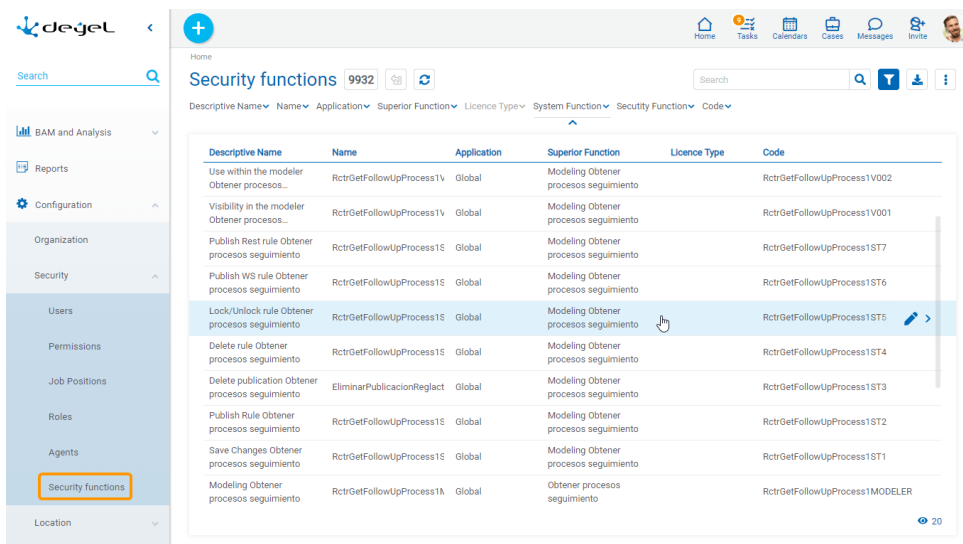 deyel
Home
9
Tasks
Calendars
Cases
Messages
Invite
Search
Home
Security functions 9932
Search
Descriptive Name Name Application Superior Function Licence Type System Function Secutity Function Code
BAM and Analysis
Reports
Configuration
Organization
Security
Users
Permissions
Job Positions
Roles
Agents
Security functions
Location
Descriptive Name Name Application Superior Function Licence Type Code
Use within the modeler Obtener procesos... RctrGetFollowUpProcess1V Global Modeling Obtener procesos seguimiento RctrGetFollowUpProcess1V002
Visibility in the modeler Obtener procesos... RctrGetFollowUpProcess1V Global Modeling Obtener procesos seguimiento RctrGetFollowUpProcess1V001
Publish Rest rule Obtener procesos seguimiento RctrGetFollowUpProcess1S Global Modeling Obtener procesos seguimiento RctrGetFollowUpProcess1ST7
Publish WS rule Obtener procesos seguimiento RctrGetFollowUpProcess1S Global Modeling Obtener procesos seguimiento RctrGetFollowUpProcess1ST6
Lock/Unlock rule Obtener procesos seguimiento RctrGetFollowUpProcess1S Global Modeling Obtener procesos seguimiento RctrGetFollowUpProcess1ST5
Delete rule Obtener procesos seguimiento RctrGetFollowUpProcess1S Global Modeling Obtener procesos seguimiento RctrGetFollowUpProcess1ST4
Delete publication Obtener procesos seguimiento EliminarPublicacionReglact Global Modeling Obtener procesos seguimiento RctrGetFollowUpProcess1ST3
Publish Rule Obtener procesos seguimiento RctrGetFollowUpProcess1S Global Modeling Obtener procesos seguimiento RctrGetFollowUpProcess1ST2
Save Changes Obtener procesos seguimiento RctrGetFollowUpProcess1S Global Modeling Obtener procesos seguimiento RctrGetFollowUpProcess1ST1
Modeling Obtener procesos seguimiento RctrGetFollowUpProcess1M Global Obtener procesos seguimiento RctrGetFollowUpProcess1MODELER
20